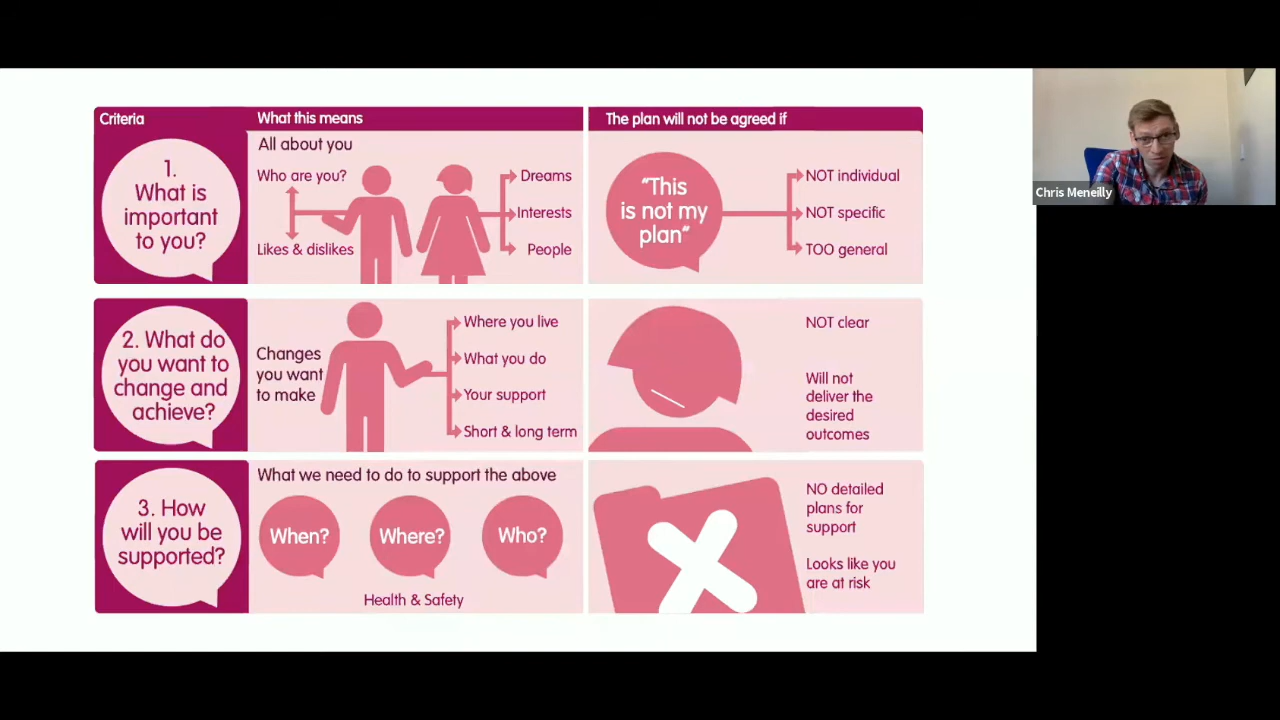 Criteria
What this means
The plan will not be agreed if
1.
What is
important
to you?
All about you
Who are you?
Likes & dislikes
Dreams
Interests
People
“This
is not my
plan”
NOT individual
NOT specific
TOO general
2. What do
you want to
change and
achieve?
Changes
you want
to make
Where you live
What you do
Your support
Short & long term
NOT clear
Will not
deliver the
desired
outcomes
3. How
will you be
supported?
What we need to do to support the above
When?
Where?
Who?
Health & Safety
NO detailed
plans for
support
Looks like you
are at risk
Chris Meneilly